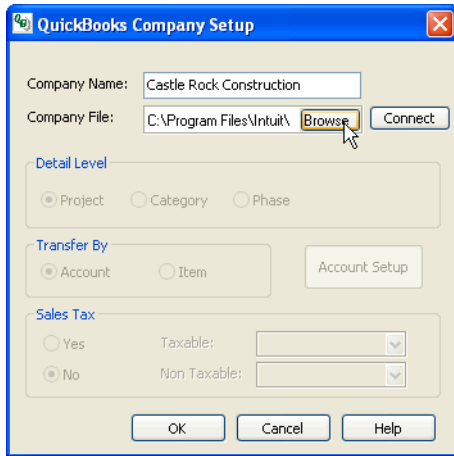 QuickBooks Company Setup
Company Name: Castle Rock Construction
Company File: C:\Program Files\Intuit\ Browse Connect
Detail Level
Project Category Phase
Transfer By
Account Item Account Setup
Sales Tax
Yes Taxable:
No Non Taxable:
OK Cancel Help